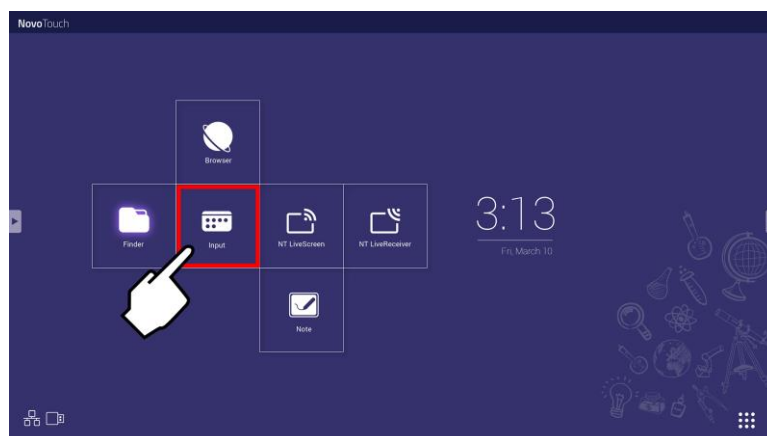 NovoTouch
Browser
Finder
Input
NT LiveScreen
NT LiveReceiver
3:13
Fri, March 10
Note